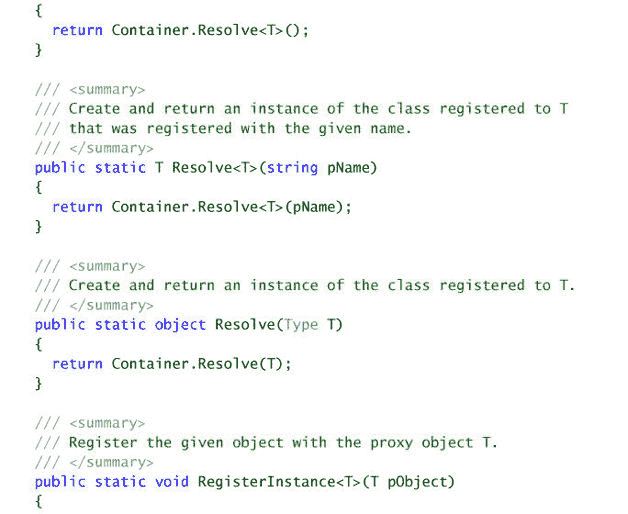 {
return Container.Resolve<T>();
}
/// <summary>
/// Create and return an instance of the class registered to T
/// that was registered with the given name.
/// </summary>
public static T Resolve<T>(string pName)
{
return Container.Resolve<T>(pName);
}
/// <summary>
/// Create and return an instance of the class registered to T.
/// </summary>
public static object Resolve(Type T)
{
return Container.Resolve(T);
}
/// <summary>
/// Register the given object with the proxy object T.
/// </summary>
public static void RegisterInstance<T>(T pObject)
{